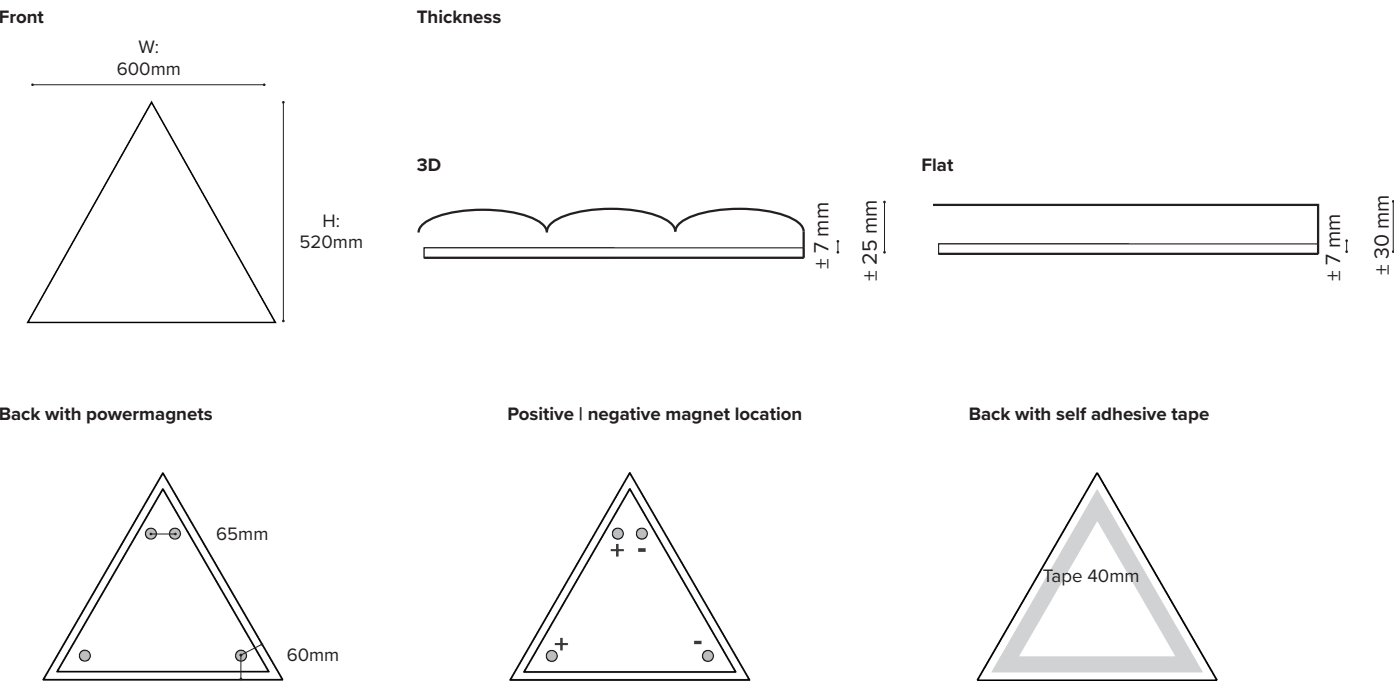 Front
Thickness
W:
600mm
3D
Flat
H:
520mm
± 7 mm
± 25 mm
± 7 mm
± 30 mm
Back with powermagnets
Positive | negative magnet location
Back with self adhesive tape
65mm
+ -
Tape 40mm
+ -
60mm